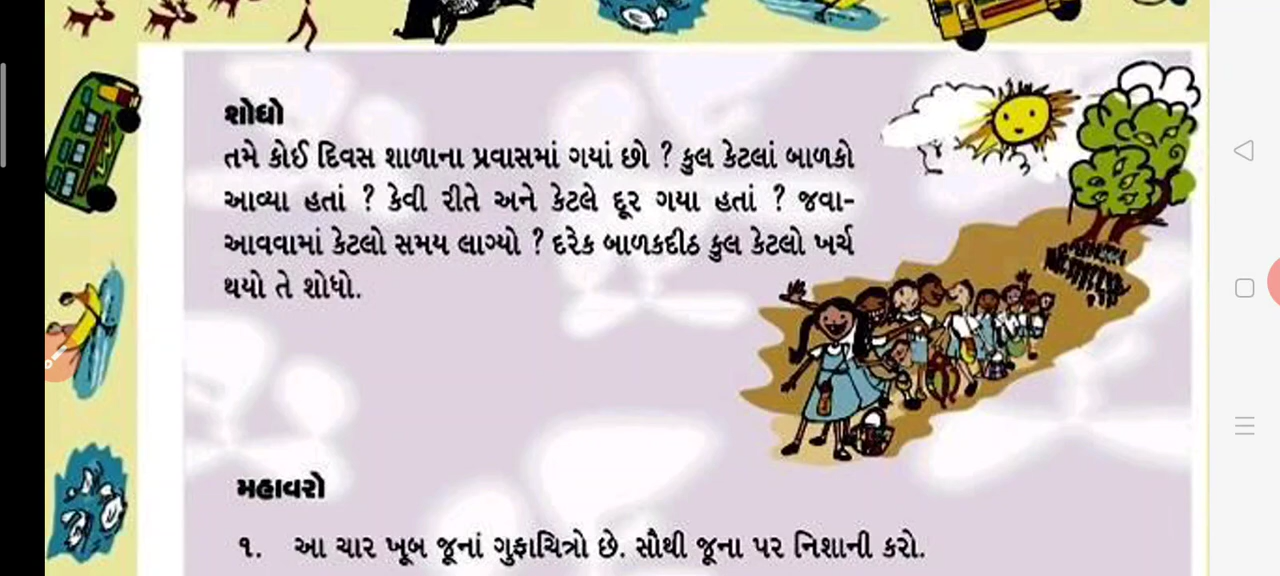 શોધો
તમે કોઈ દિવસ શાળાના પ્રવાસમાં ગયાં છો ? કુલ કેટલાં બાળકો
આવ્યા હતાં ? કેવી રીતે અને કેટલે દૂર ગયા હતાં ? જવા-
આવવામાં કેટલો સમય લાગ્યો ? દરેક બાળકદીઠ કુલ કેટલો ખર્ચ
થયો તે શોધો.
મહાવરો
૧. આ ચાર ખૂબ જૂનાં ગુફાચિત્રો છે. સૌથી જૂના પર નિશાની કરો.